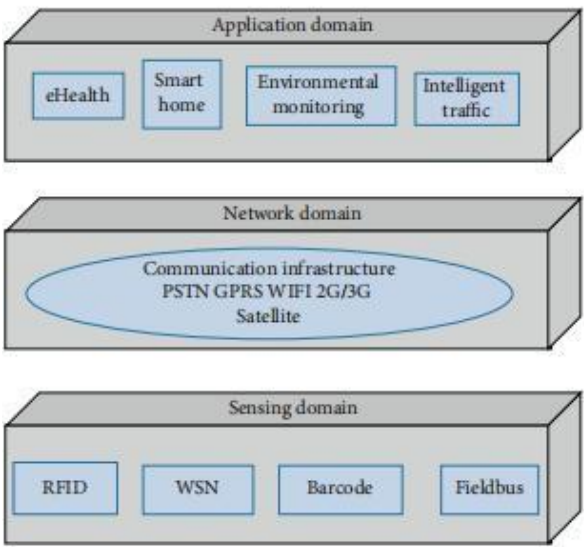 Application domain
eHealth
Smart
home
Environmental
monitoring
Intelligent
traffic
Network domain
Communication infrastructure
PSTN GPRS WIFI 2G/3G
Satellite
Sensing domain
RFID
WSN
Barcode
Fieldbus